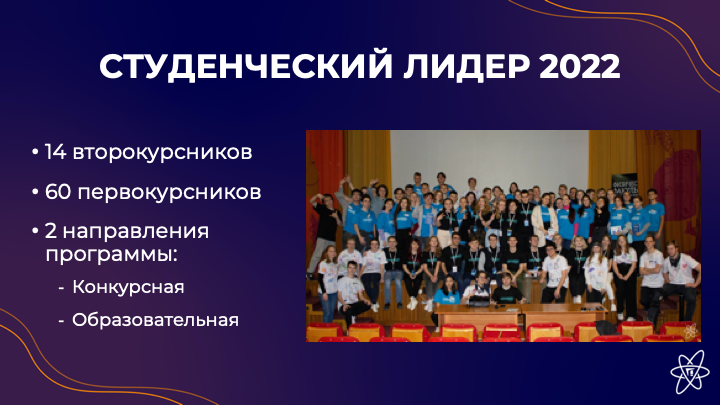 СТУДЕНЧЕСКИЙ ЛИДЕР 2022
• 14 второкурсников
• 60 первокурсников
• 2 направления
программы:
- Конкурсная
- Образовательная